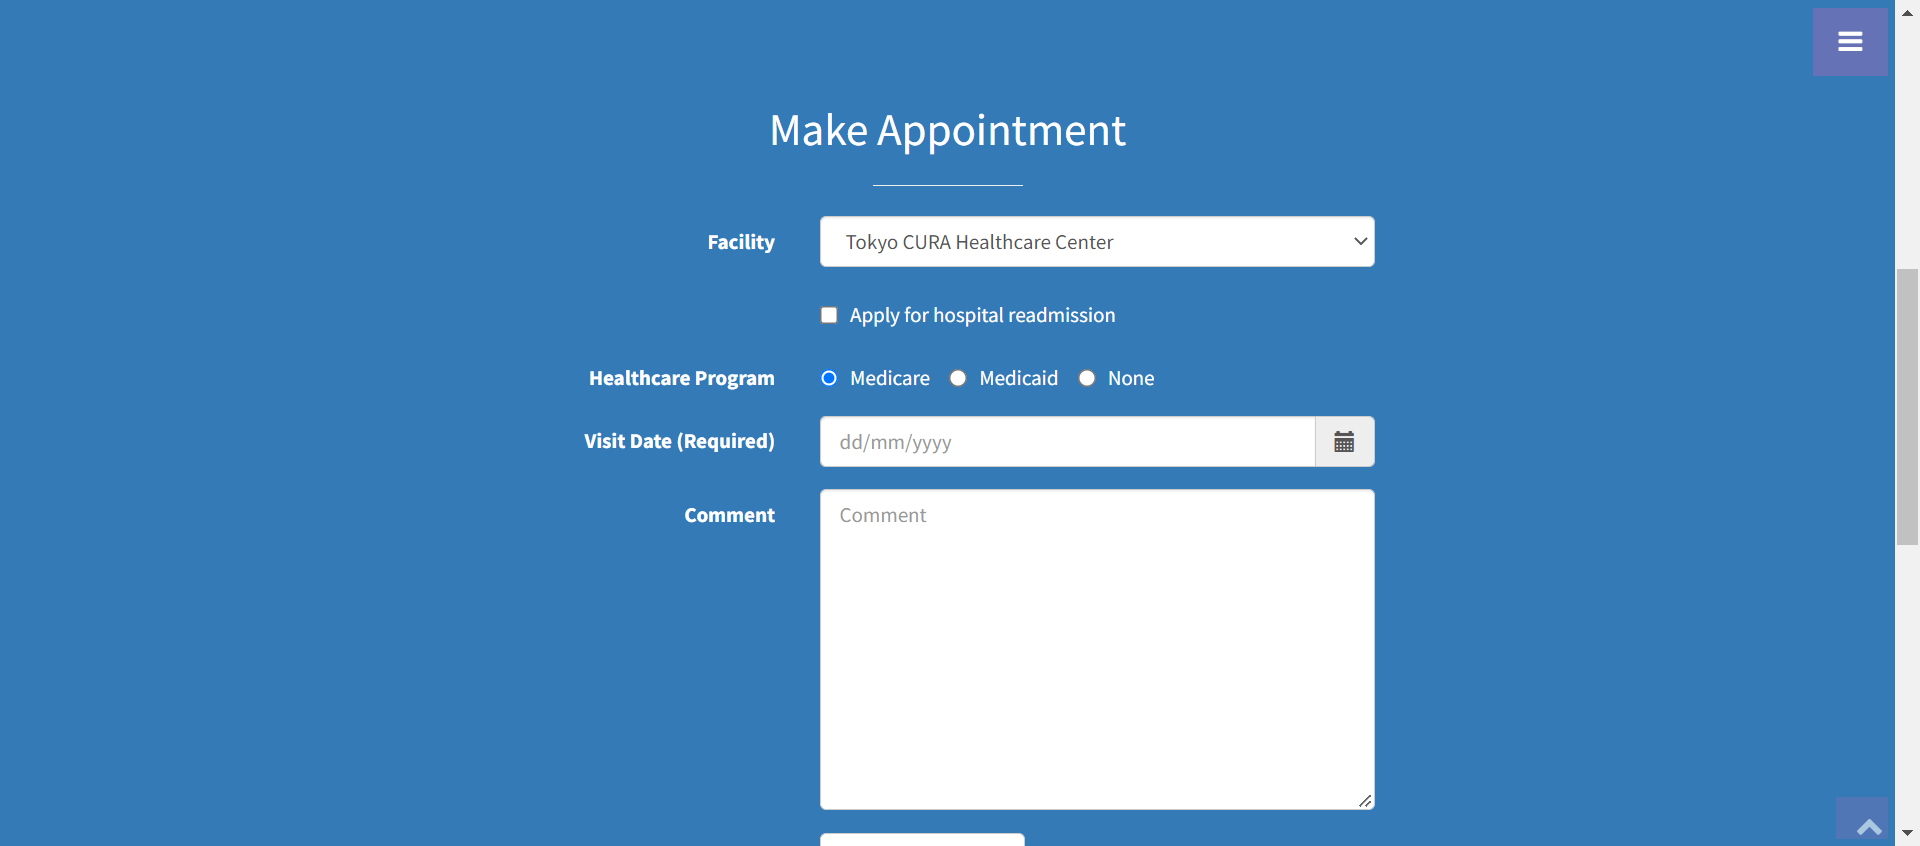 Make Appointment
Facility
Tokyo CURA Healthcare Center
Apply for hospital readmission
Healthcare Program
Medicare Medicaid None
Visit Date (Required)
dd/mm/yyyy
Comment
Comment